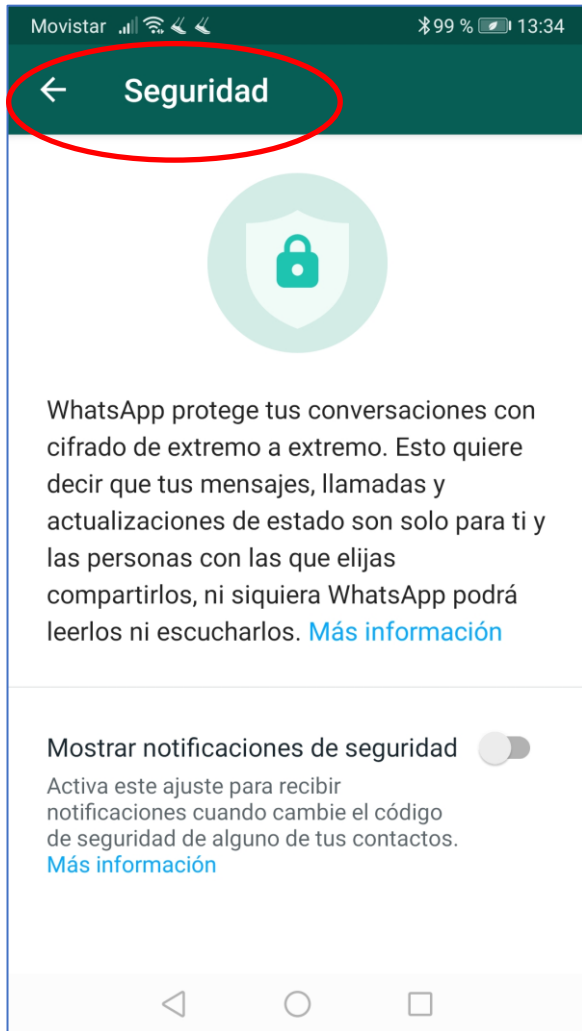 Movistar 99 % 13:34
Seguridad
WhatsApp protege tus conversaciones con
cifrado de extremo a extremo. Esto quiere
decir que tus mensajes, llamadas y
actualizaciones de estado son solo para ti y
las personas con las que elijas
compartirlos, ni siquiera WhatsApp podrá
leerlos ni escucharlos. Más información
Mostrar notificaciones de seguridad
Activa este ajuste para recibir
notificaciones cuando cambie el código
de seguridad de alguno de tus contactos.
Más información